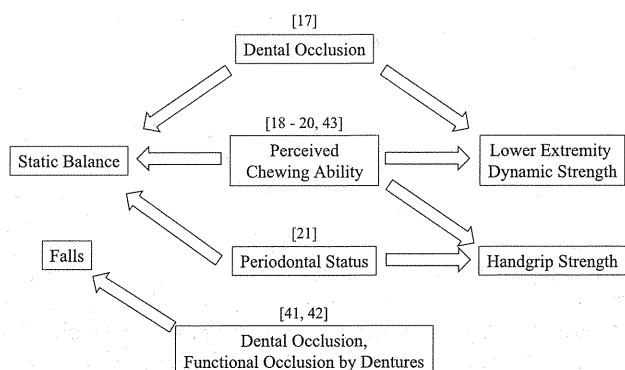 [17]
Dental Occlusion
[18 - 20, 43]
Static Balance
Perceived
Chewing Ability
Lower Extremity
Dynamic Strength
[21]
Falls
Periodontal Status
Handgrip Strength
[41, 42]
Dental Occlusion,
Functional Occlusion by Dentures